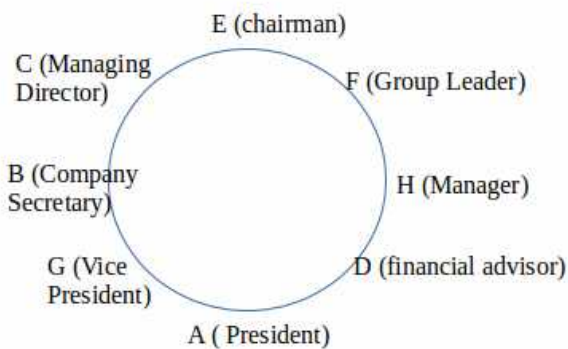 E (chairman)
C (Managing
Director)
F (Group Leader)
B (Company
Secretary)
H (Manager)
G (Vice
President)
D (financial advisor)
A ( President)